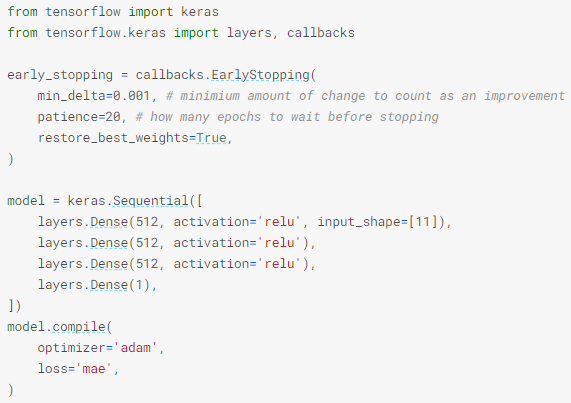 from tensorflow import keras
from tensorflow.keras import layers, callbacks

early_stopping = callbacks.EarlyStopping(
    min_delta=0.001, # minimium amount of change to count as an improvement
    patience=20, # how many epochs to wait before stopping
    restore_best_weights=True,
)

model = keras.Sequential([
    layers.Dense(512, activation='relu', input_shape=[11]),
    layers.Dense(512, activation='relu'),
    layers.Dense(512, activation='relu'),
    layers.Dense(1),
])
model.compile(
    optimizer='adam',
    loss='mae',
)